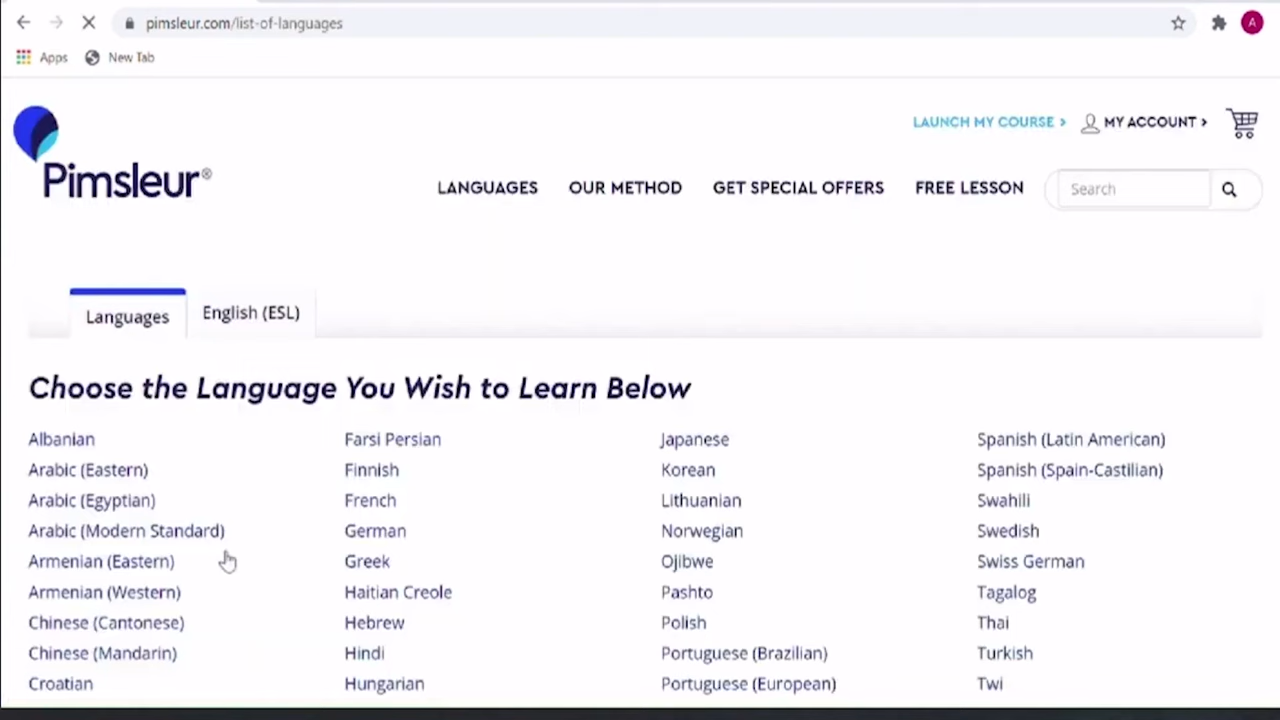 pimsleur.com/list-of-languages
A
Apps
New Tab
LAUNCH MY COURSE >
MY ACCOUNT >
Pimsleur®
LANGUAGES
OUR METHOD
GET SPECIAL OFFERS
FREE LESSON
Search
Languages
English (ESL)
Choose the Language You Wish to Learn Below
Albanian
Arabic (Eastern)
Arabic (Egyptian)
Arabic (Modern Standard)
Armenian (Eastern)
Armenian (Western)
Chinese (Cantonese)
Chinese (Mandarin)
Croatian
Farsi Persian
Finnish
French
German
Greek
Haitian Creole
Hebrew
Hindi
Hungarian
Japanese
Korean
Lithuanian
Norwegian
Ojibwe
Pashto
Polish
Portuguese (Brazilian)
Portuguese (European)
Spanish (Latin American)
Spanish (Spain-Castilian)
Swahili
Swedish
Swiss German
Tagalog
Thai
Turkish
Twi